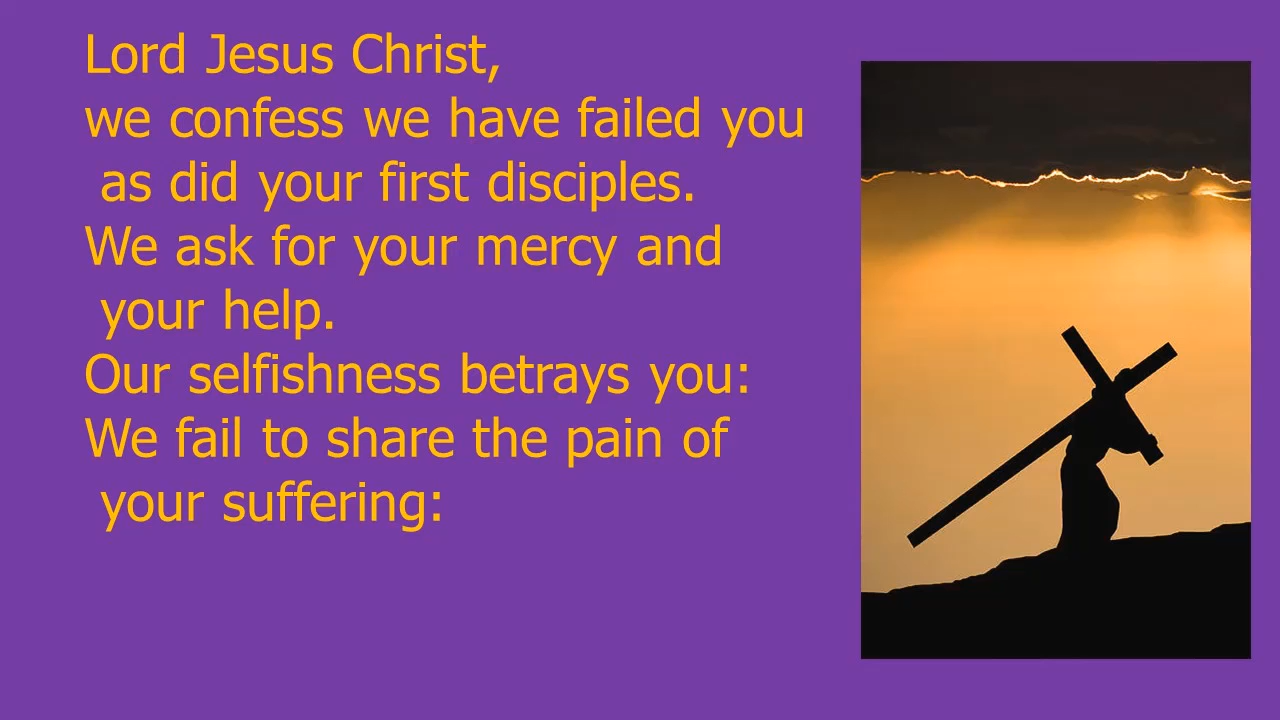 Lord Jesus Christ,
we confess we have failed you
as did your first disciples.
We ask for your mercy and
your help.
Our selfishness betrays you:
We fail to share the pain of
your suffering: